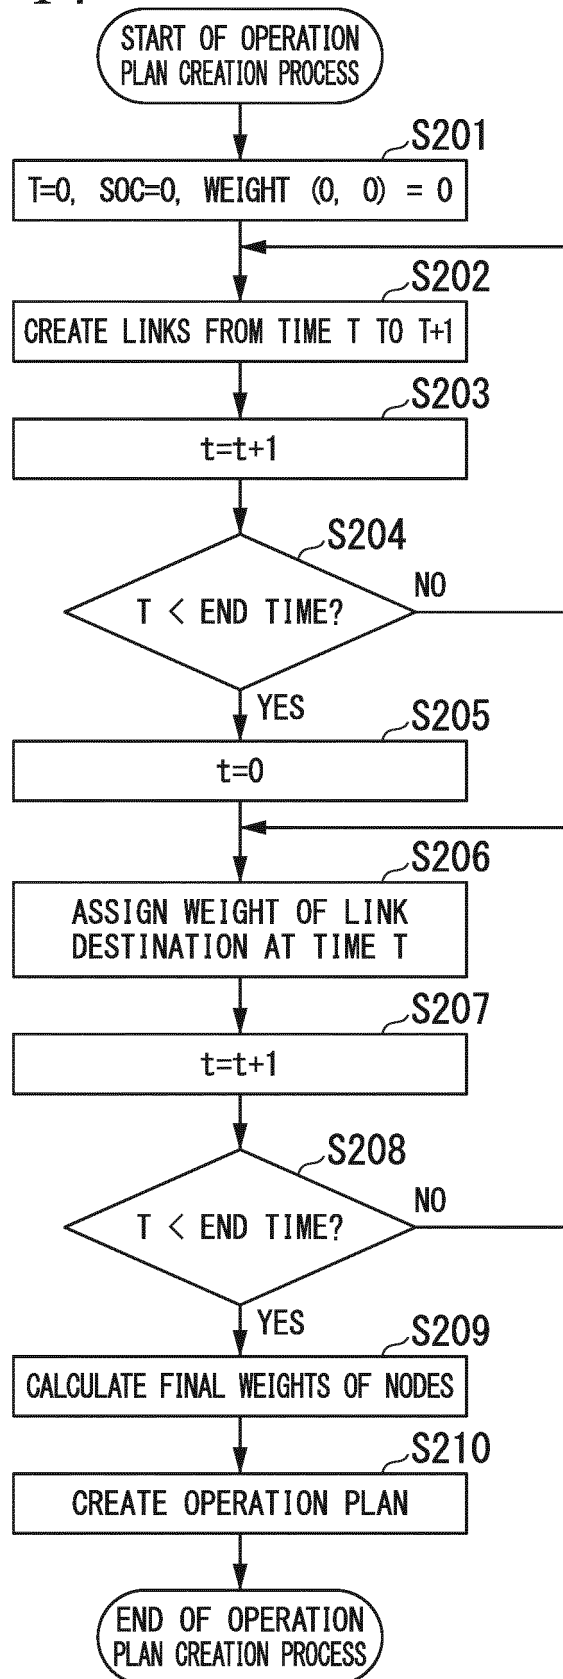 START OF OPERATION
PLAN CREATION PROCESS
S201
T=0, SOC=0, WEIGHT (0, 0) = 0
S202
CREATE LINKS FROM TIME T TO T+1
S203
t=t+1
S204
T < END TIME?
NO
YES
S205
t=0
S206
ASSIGN WEIGHT OF LINK
DESTINATION AT TIME T
S207
t=t+1
S208
T < END TIME?
NO
YES
S209
CALCULATE FINAL WEIGHTS OF NODES
S210
CREATE OPERATION PLAN
END OF OPERATION
PLAN CREATION PROCESS